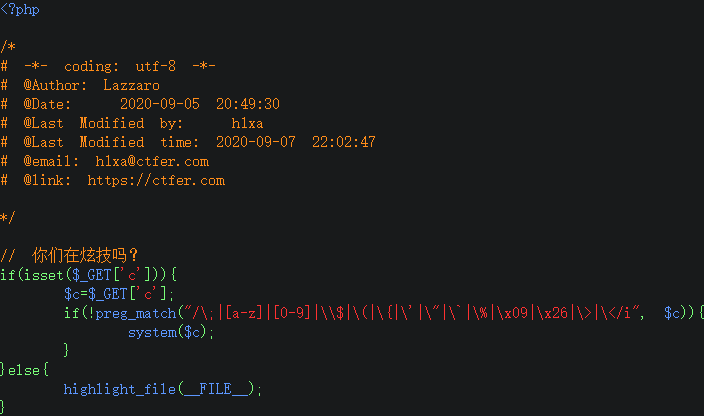 <?php

/*
# -*- coding: utf-8 -*-
# @Author: Lazzaro
# @Date: 2020-09-05 20:49:30
# @Last Modified by: h1xa
# @Last Modified time: 2020-09-07 22:02:47
# @email: h1xa@ctfer.com
# @link: https://ctfer.com

*/

// 你们在炫技吗？
if(isset($_GET['c'])){
$c=$_GET['c'];
if(!preg_match("/\;|[a-z]|[0-9]|\\$|\(|\{|\'|\"|\`|\%|\x09|\x26|\>|\</i", $c)){
system($c);
}
}else{
highlight_file(__FILE__);
}